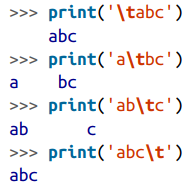 >>> print('\tabc')
        abc
>>> print('a\tbc')
a       bc
>>> print('ab\tc')
ab      c
>>> print('abc\t')
abc